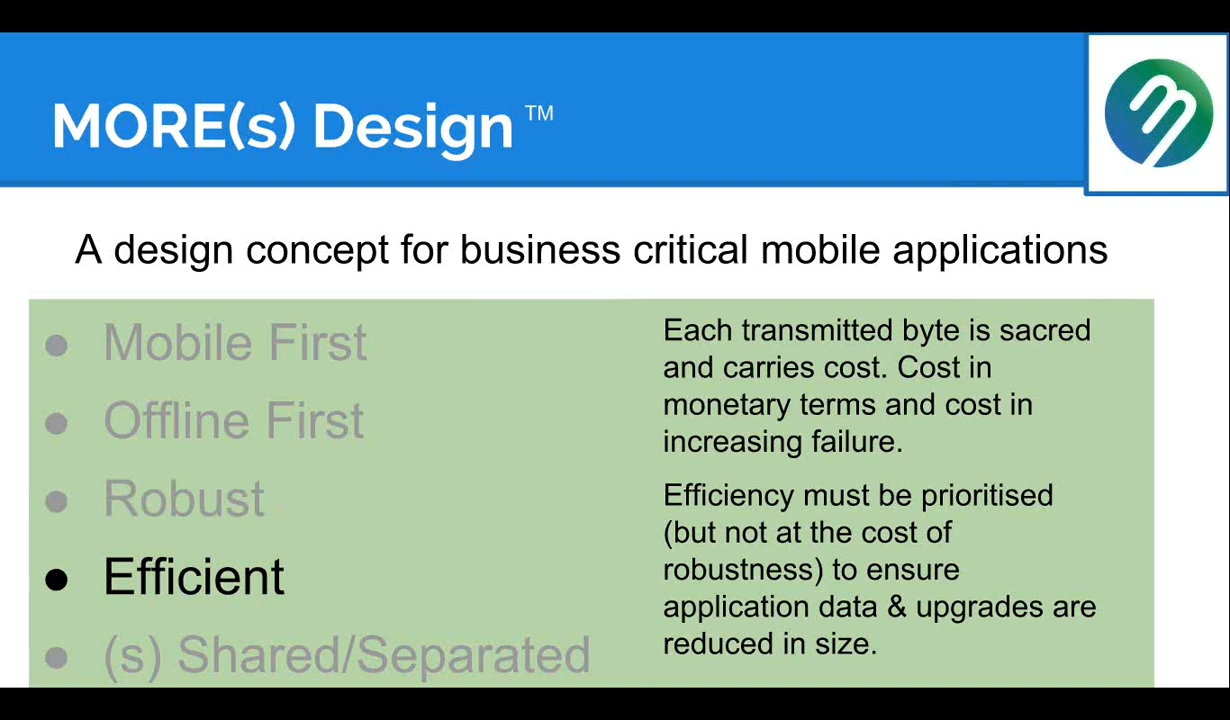 MORE(s) Design ™
A design concept for business critical mobile applications
● Mobile First
● Offline First
● Robust
● Efficient
● (s) Shared/Separated
Each transmitted byte is sacred
and carries cost. Cost in
monetary terms and cost in
increasing failure.
Efficiency must be prioritised
(but not at the cost of
robustness) to ensure
application data & upgrades are
reduced in size.